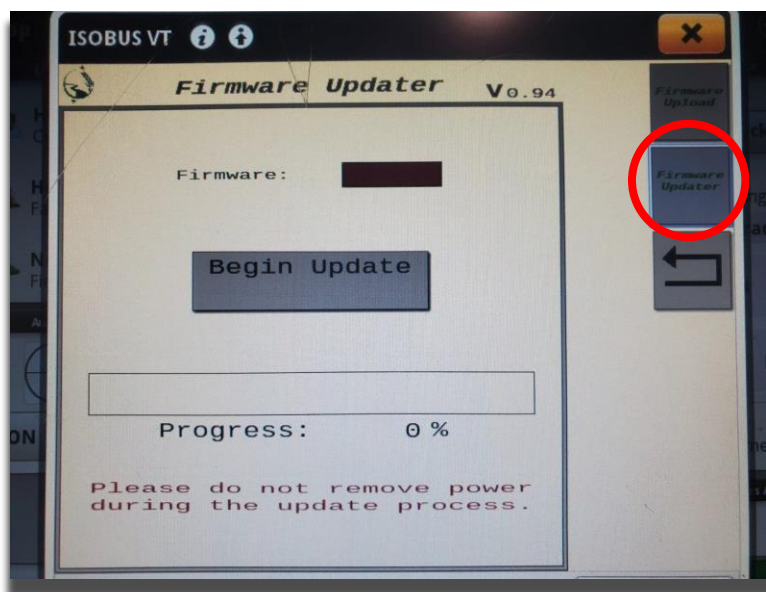 ISOBUS VT
Firmware Updater V0.94
Firmware
Upload
Firmware:
Firmware
Updater
Begin Update
Progress: 0 %
Please do not remove power
during the update process.
ON